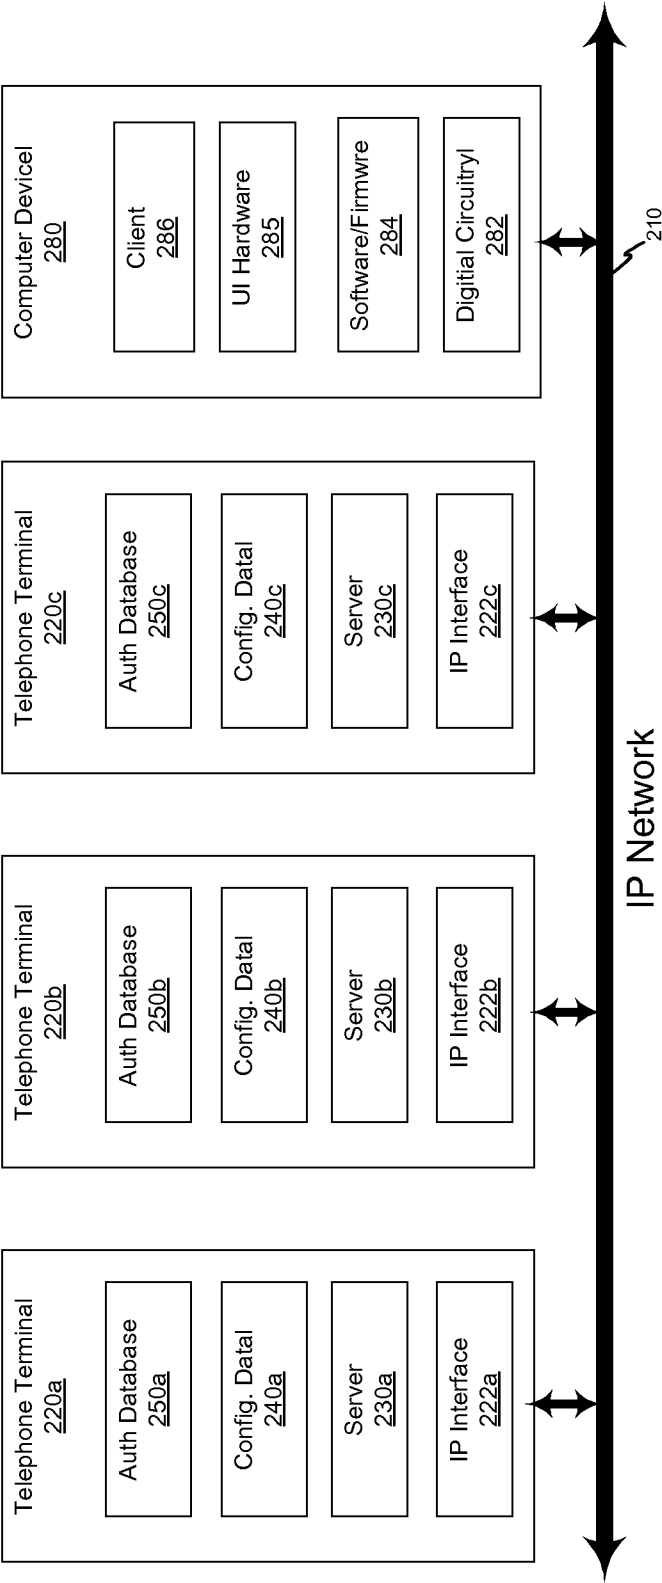 Telephone Terminal
220a
Auth Database
250a
Config. Datal
240a
Server
230a
IP Interface
222a
Telephone Terminal
220b
Auth Database
250b
Config. Datal
240b
Server
230b
IP Interface
222b
Telephone Terminal
220c
Auth Database
250c
Config. Datal
240c
Server
230c
IP Interface
222c
Computer Devicel
280
Client
286
UI Hardware
285
Software/Firmwre
284
Digitial Circuitryl
282
210
IP Network